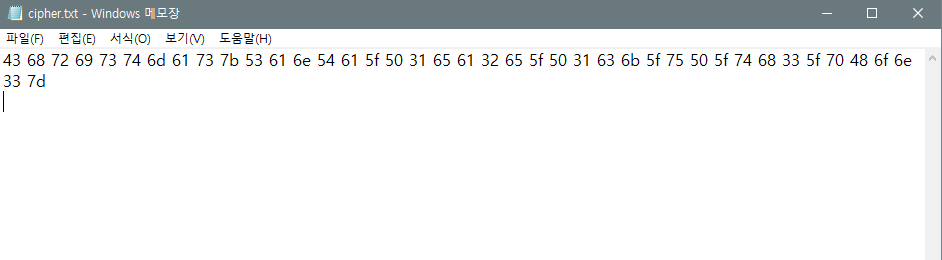 cipher.txt - Windows 메모장
파일(F) 편집(E) 서식(O) 보기(V) 도움말(H)
43 68 72 69 73 74 6d 61 73 7b 53 61 6e 54 61 5f 50 31 65 61 32 65 5f 50 31 63 6b 5f 75 50 5f 74 68 33 5f 70 48 6f 6e
33 7d